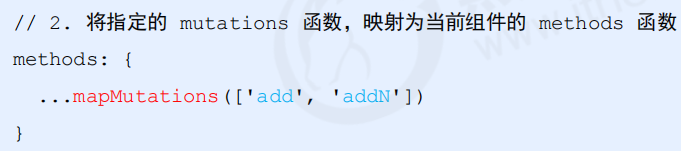 // 2. 将指定的 mutations 函数，映射为当前组件的 methods 函数
methods: {
  ...mapMutations(['add', 'addN'])
}